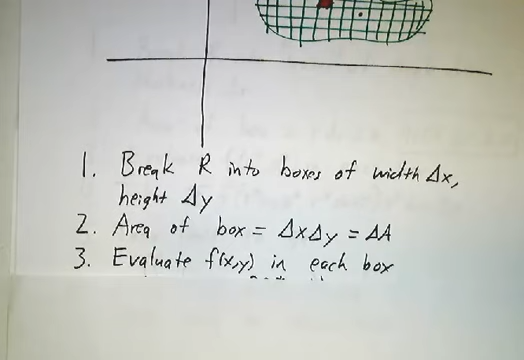 1. Break R into boxes of width Δx,
height Δy
2. Area of box = ΔxΔy = ΔA
3. Evaluate f(x,y) in each box